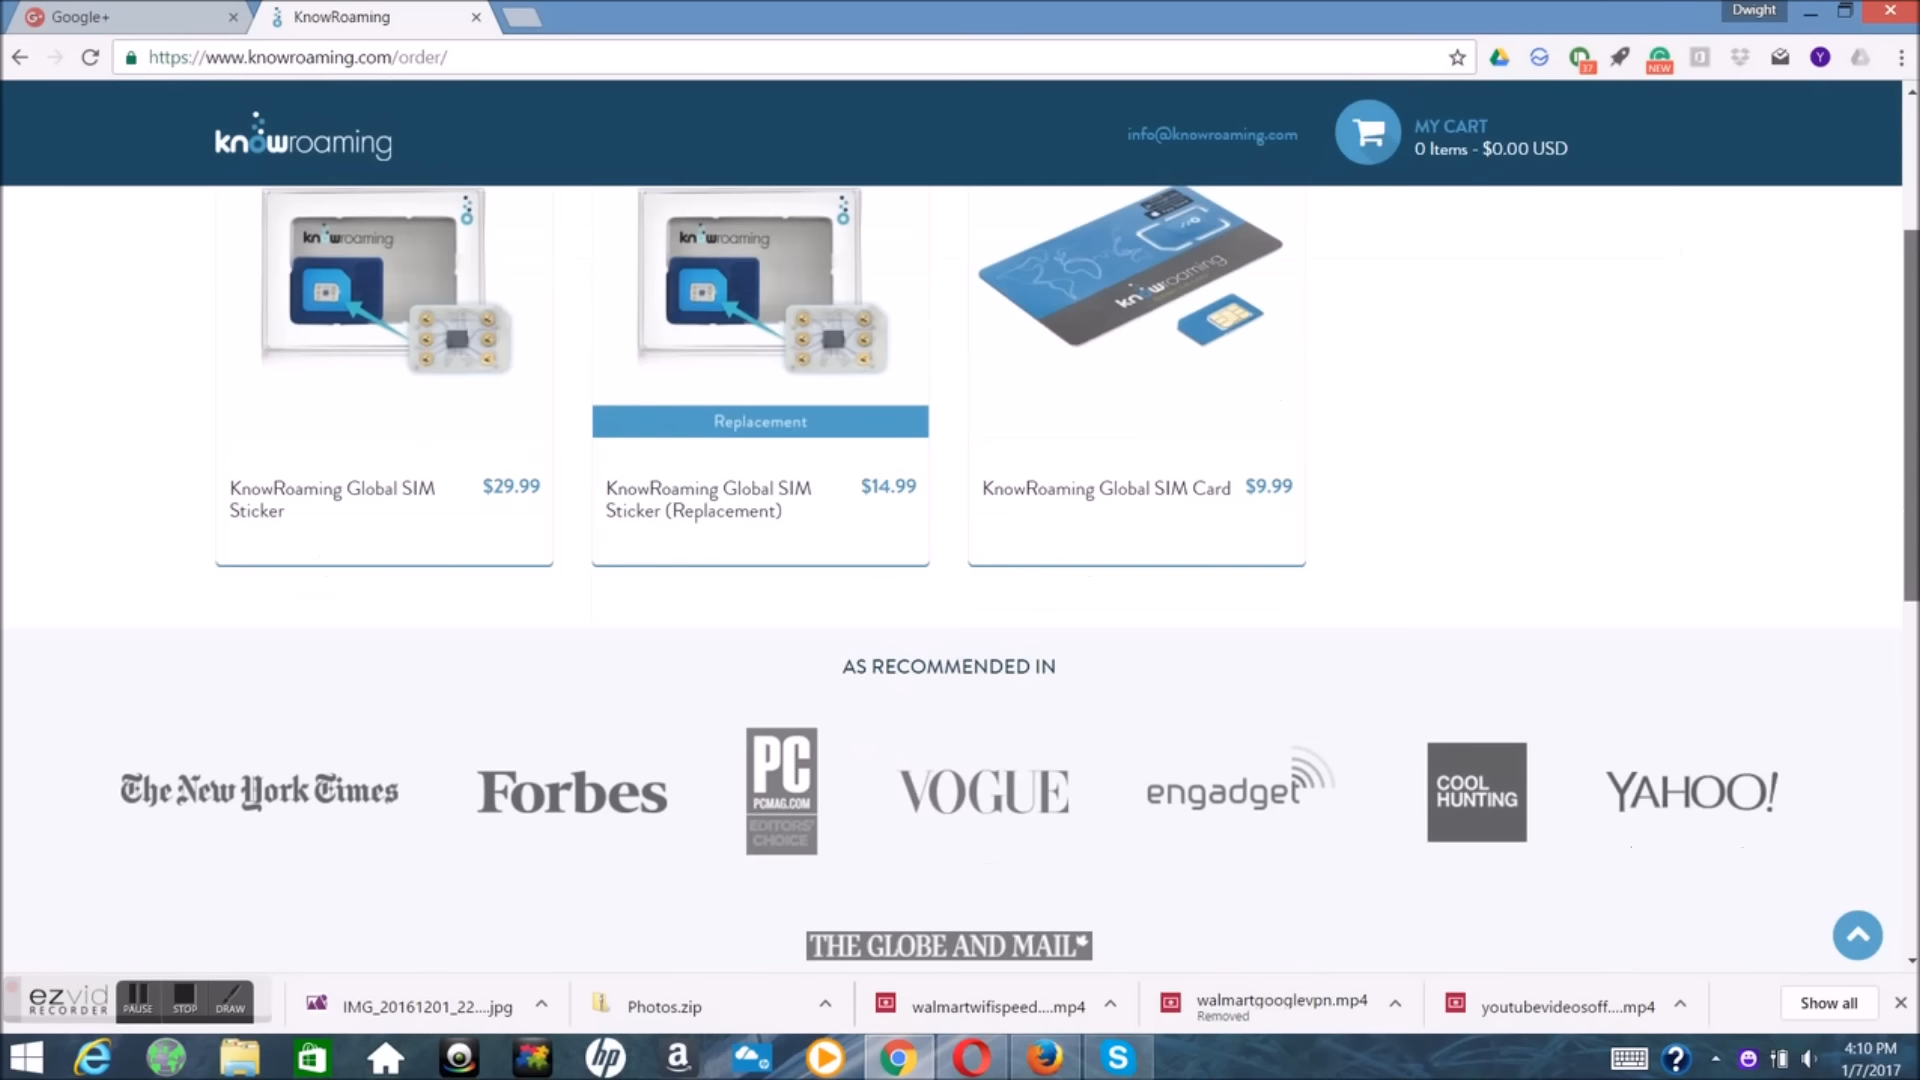 Google+
KnowRoaming
Dwight
https://www.knowroaming.com/order/
37
NEW
knowroaming
info@knowroaming.com
MY CART
0 Items - $0.00 USD
knowroaming
knowroaming
knowroaming
Replacement
KnowRoaming Global SIM
Sticker
$29.99
KnowRoaming Global SIM
Sticker (Replacement)
$14.99
KnowRoaming Global SIM Card
$9.99
AS RECOMMENDED IN
The New York Times
Forbes
PC
PCMAG.COM
EDITORS'
CHOICE
VOGUE
engadget
COOL
HUNTING
YAHOO!
THE GLOBE AND MAIL
ezvid
RECORDER
PAUSE
STOP
DRAW
IMG_20161201_22....jpg
Photos.zip
walmartwifispeed....mp4
walmartgooglevpn.mp4
Removed
youtubevideosoff....mp4
Show all
4:10 PM
1/7/2017